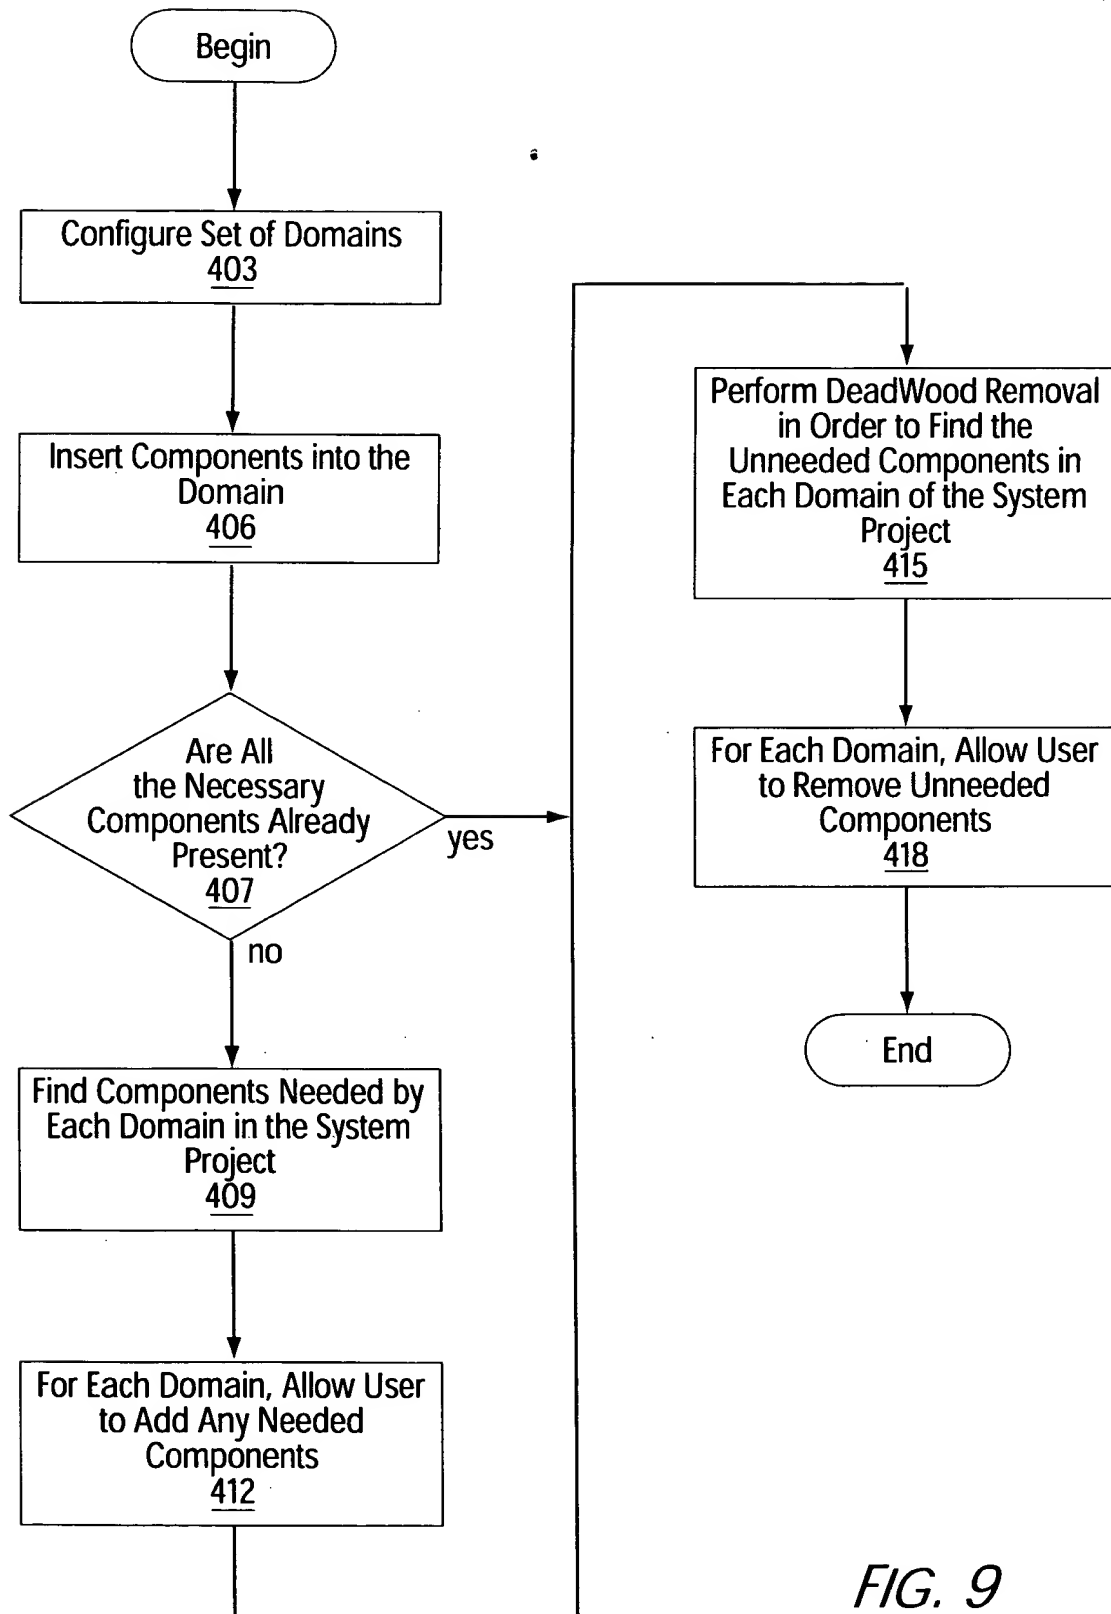 Begin
Configure Set of Domains
403
Insert Components into the
Domain
406
Are All
the Necessary
Components Already
Present?
407
yes
no
Find Components Needed by
Each Domain in the System
Project
409
For Each Domain, Allow User
to Add Any Needed
Components
412
Perform DeadWood Removal
in Order to Find the
Unneeded Components in
Each Domain of the System
Project
415
For Each Domain, Allow User
to Remove Unneeded
Components
418
End
FIG. 9